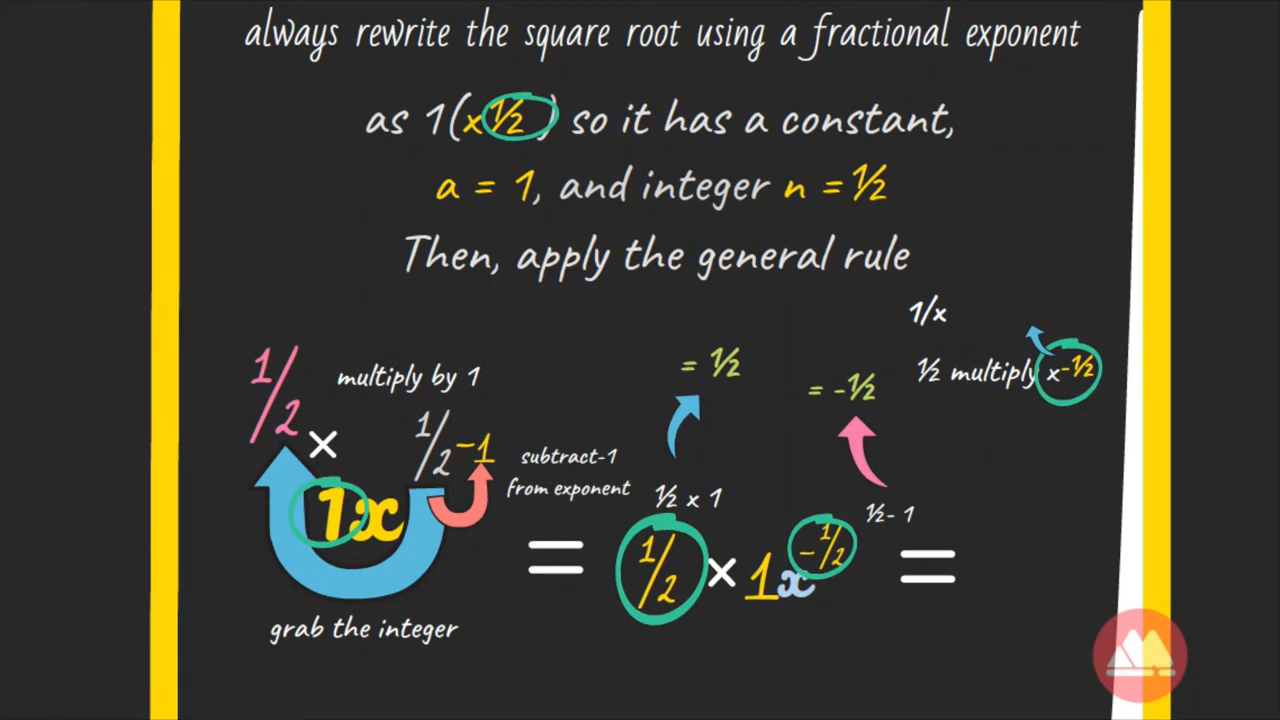 always rewrite the square root using a fractional exponent
as 1(x½) so it has a constant,
a = 1, and integer n = ½
Then, apply the general rule
1/x
½ multiply x-½
1/2
×
multiply by 1
1/2 -1
1x
subtract-1
from exponent
grab the integer
=
= ½
½ x 1
1/2 × 1x -1/2
= -½
½- 1
=